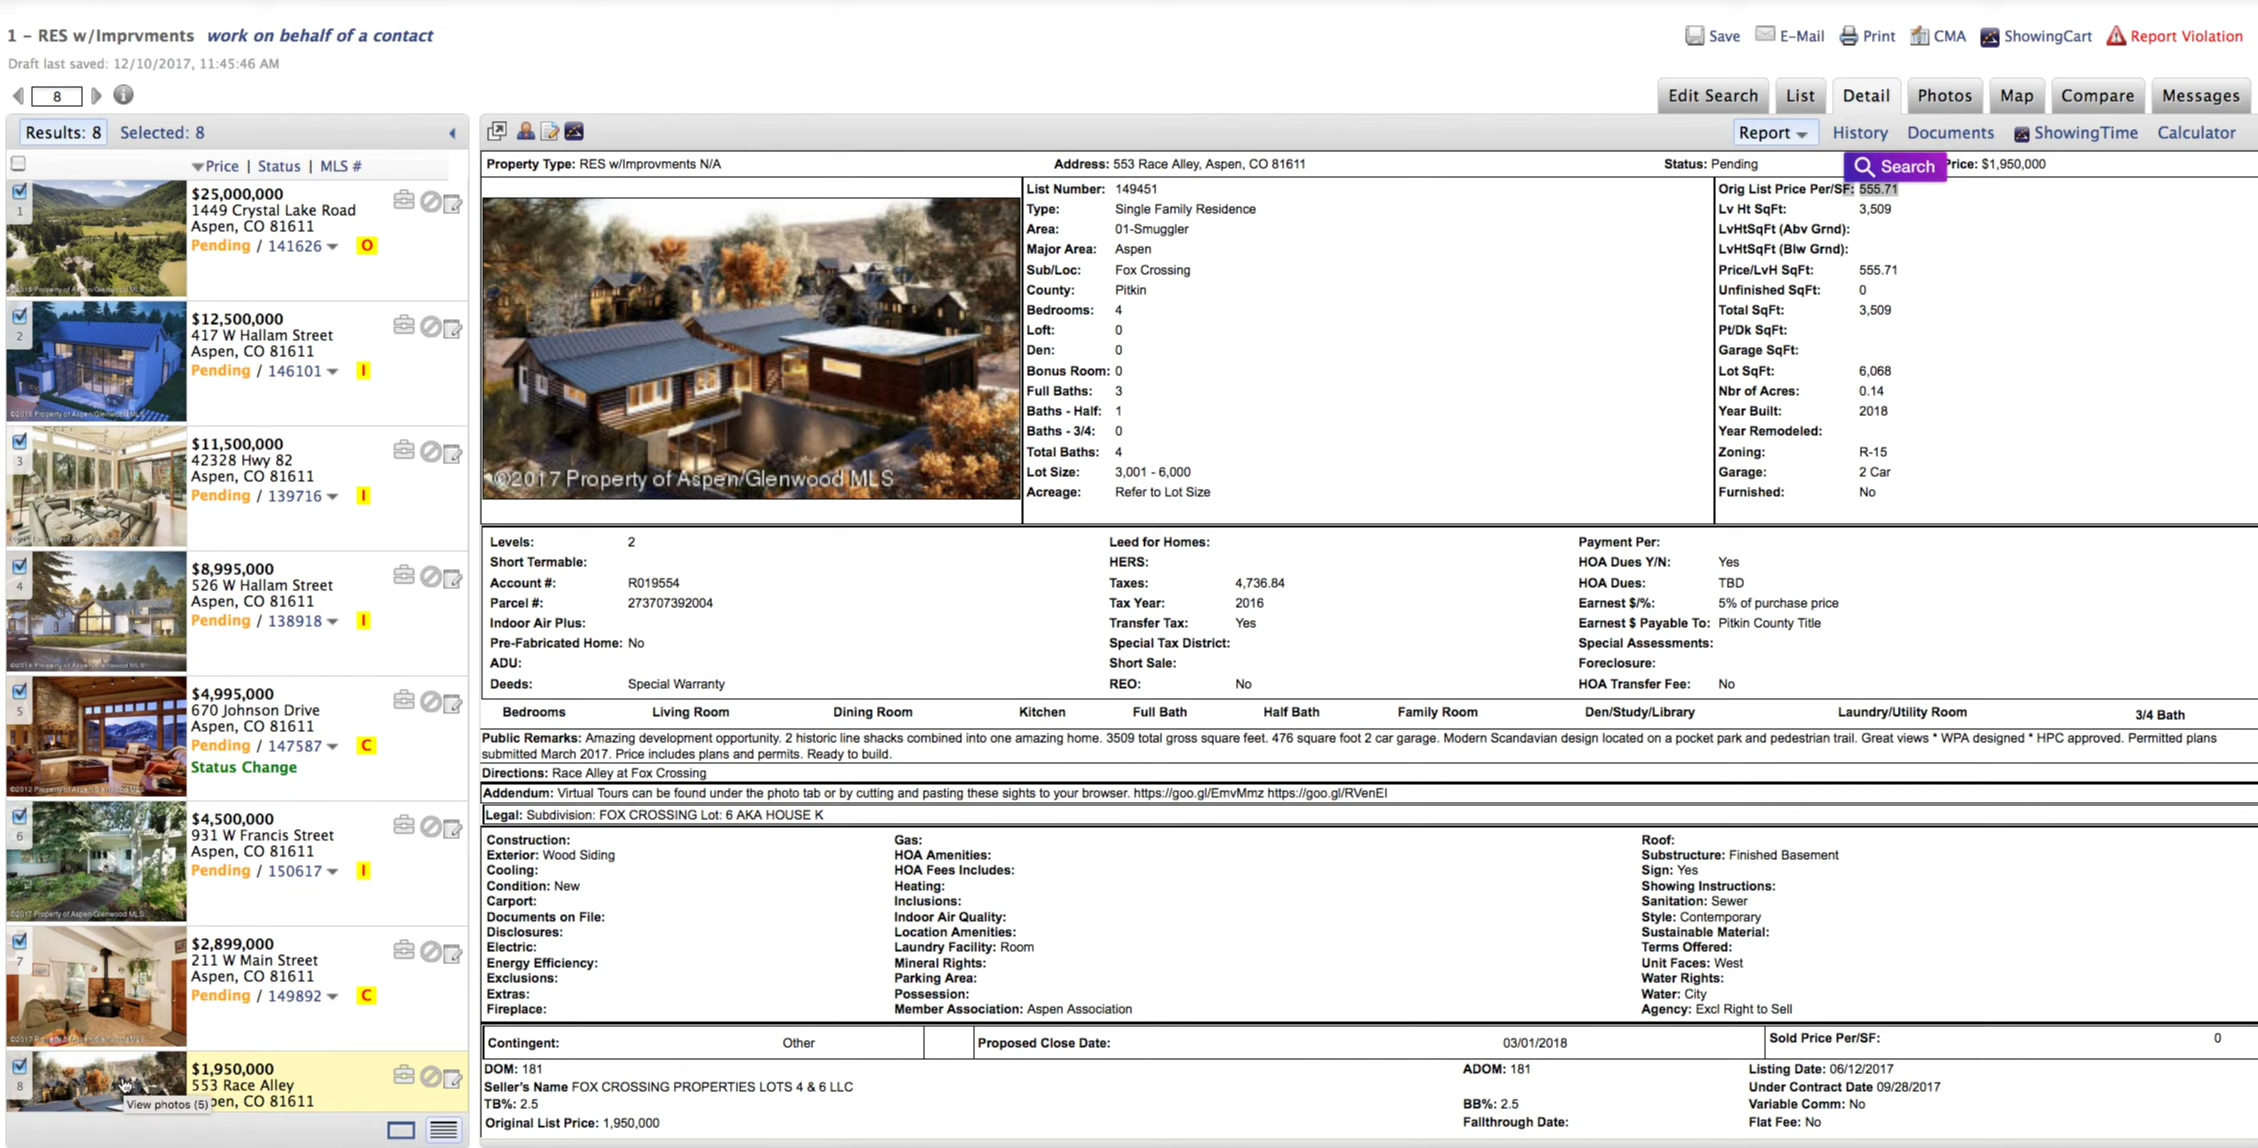 1 – RES w/Imprvments work on behalf of a contact
Draft last saved: 12/10/2017, 11:45:46 AM
Save E-Mail Print CMA ShowingCart Report Violation
8
Edit Search List Detail Photos Map Compare Messages
Results: 8 Selected: 8
Report History Documents ShowingTime Calculator
Price | Status | MLS #
1
$25,000,000
1449 Crystal Lake Road
Aspen, CO 81611
Pending / 141626 O
2
$12,500,000
417 W Hallam Street
Aspen, CO 81611
Pending / 146101 I
3
$11,500,000
42328 Hwy 82
Aspen, CO 81611
Pending / 139716 I
4
$8,995,000
526 W Hallam Street
Aspen, CO 81611
Pending / 138918 I
5
$4,995,000
670 Johnson Drive
Aspen, CO 81611
Pending / 147587 C
Status Change
6
$4,500,000
931 W Francis Street
Aspen, CO 81611
Pending / 150617 I
7
$2,899,000
211 W Main Street
Aspen, CO 81611
Pending / 149892 C
8
$1,950,000
553 Race Alley
pen, CO 81611
View photos (5)
Property Type: RES w/Improvments N/A Address: 553 Race Alley, Aspen, CO 81611 Status: Pending Price: $1,950,000
Search
©2017 Property of Aspen/Glenwood MLS
List Number: 149451
Type: Single Family Residence
Area: 01-Smuggler
Major Area: Aspen
Sub/Loc: Fox Crossing
County: Pitkin
Bedrooms: 4
Loft: 0
Den: 0
Bonus Room: 0
Full Baths: 3
Baths - Half: 1
Baths - 3/4: 0
Total Baths: 4
Lot Size: 3,001 - 6,000
Acreage: Refer to Lot Size
Orig List Price Per/SF: 555.71
Lv Ht SqFt: 3,509
LvHtSqFt (Abv Grnd):
LvHtSqFt (Blw Grnd):
Price/LvH SqFt: 555.71
Unfinished SqFt: 0
Total SqFt: 3,509
Pt/Dk SqFt:
Garage SqFt:
Lot SqFt: 6,068
Nbr of Acres: 0.14
Year Built: 2018
Year Remodeled:
Zoning: R-15
Garage: 2 Car
Furnished: No
Levels: 2
Short Termable:
Account #: R019554
Parcel #: 273707392004
Indoor Air Plus:
Pre-Fabricated Home: No
ADU:
Deeds: Special Warranty
Leed for Homes:
HERS:
Taxes: 4,736.84
Tax Year: 2016
Transfer Tax: Yes
Special Tax District:
Short Sale:
REO: No
Payment Per:
HOA Dues Y/N: Yes
HOA Dues: TBD
Earnest $/%: 5% of purchase price
Earnest $ Payable To: Pitkin County Title
Special Assessments:
Foreclosure:
HOA Transfer Fee: No
Bedrooms Living Room Dining Room Kitchen Full Bath Half Bath Family Room Den/Study/Library Laundry/Utility Room 3/4 Bath
Public Remarks: Amazing development opportunity. 2 historic line shacks combined into one amazing home. 3509 total gross square feet. 476 square foot 2 car garage. Modern Scandavian design located on a pocket park and pedestrian trail. Great views * WPA designed * HPC approved. Permitted plans
submitted March 2017. Price includes plans and permits. Ready to build.
Directions: Race Alley at Fox Crossing
Addendum: Virtual Tours can be found under the photo tab or by cutting and pasting these sights to your browser. https://goo.gl/EmvMmz https://goo.gl/RVenEI
Legal: Subdivision: FOX CROSSING Lot: 6 AKA HOUSE K
Construction:
Exterior: Wood Siding
Cooling:
Condition: New
Carport:
Documents on File:
Disclosures:
Electric:
Energy Efficiency:
Exclusions:
Extras:
Fireplace:
Gas:
HOA Amenities:
HOA Fees Includes:
Heating:
Inclusions:
Indoor Air Quality:
Location Amenities:
Laundry Facility: Room
Mineral Rights:
Parking Area:
Possession:
Member Association: Aspen Association
Roof:
Substructure: Finished Basement
Sign: Yes
Showing Instructions:
Sanitation: Sewer
Style: Contemporary
Sustainable Material:
Terms Offered:
Unit Faces: West
Water Rights:
Water: City
Agency: Excl Right to Sell
Contingent: Other Proposed Close Date: 03/01/2018 Sold Price Per/SF: 0
DOM: 181 ADOM: 181 Listing Date: 06/12/2017
Seller's Name FOX CROSSING PROPERTIES LOTS 4 & 6 LLC Under Contract Date 09/28/2017
TB%: 2.5 BB%: 2.5 Variable Comm: No
Original List Price: 1,950,000 Fallthrough Date: Flat Fee: No